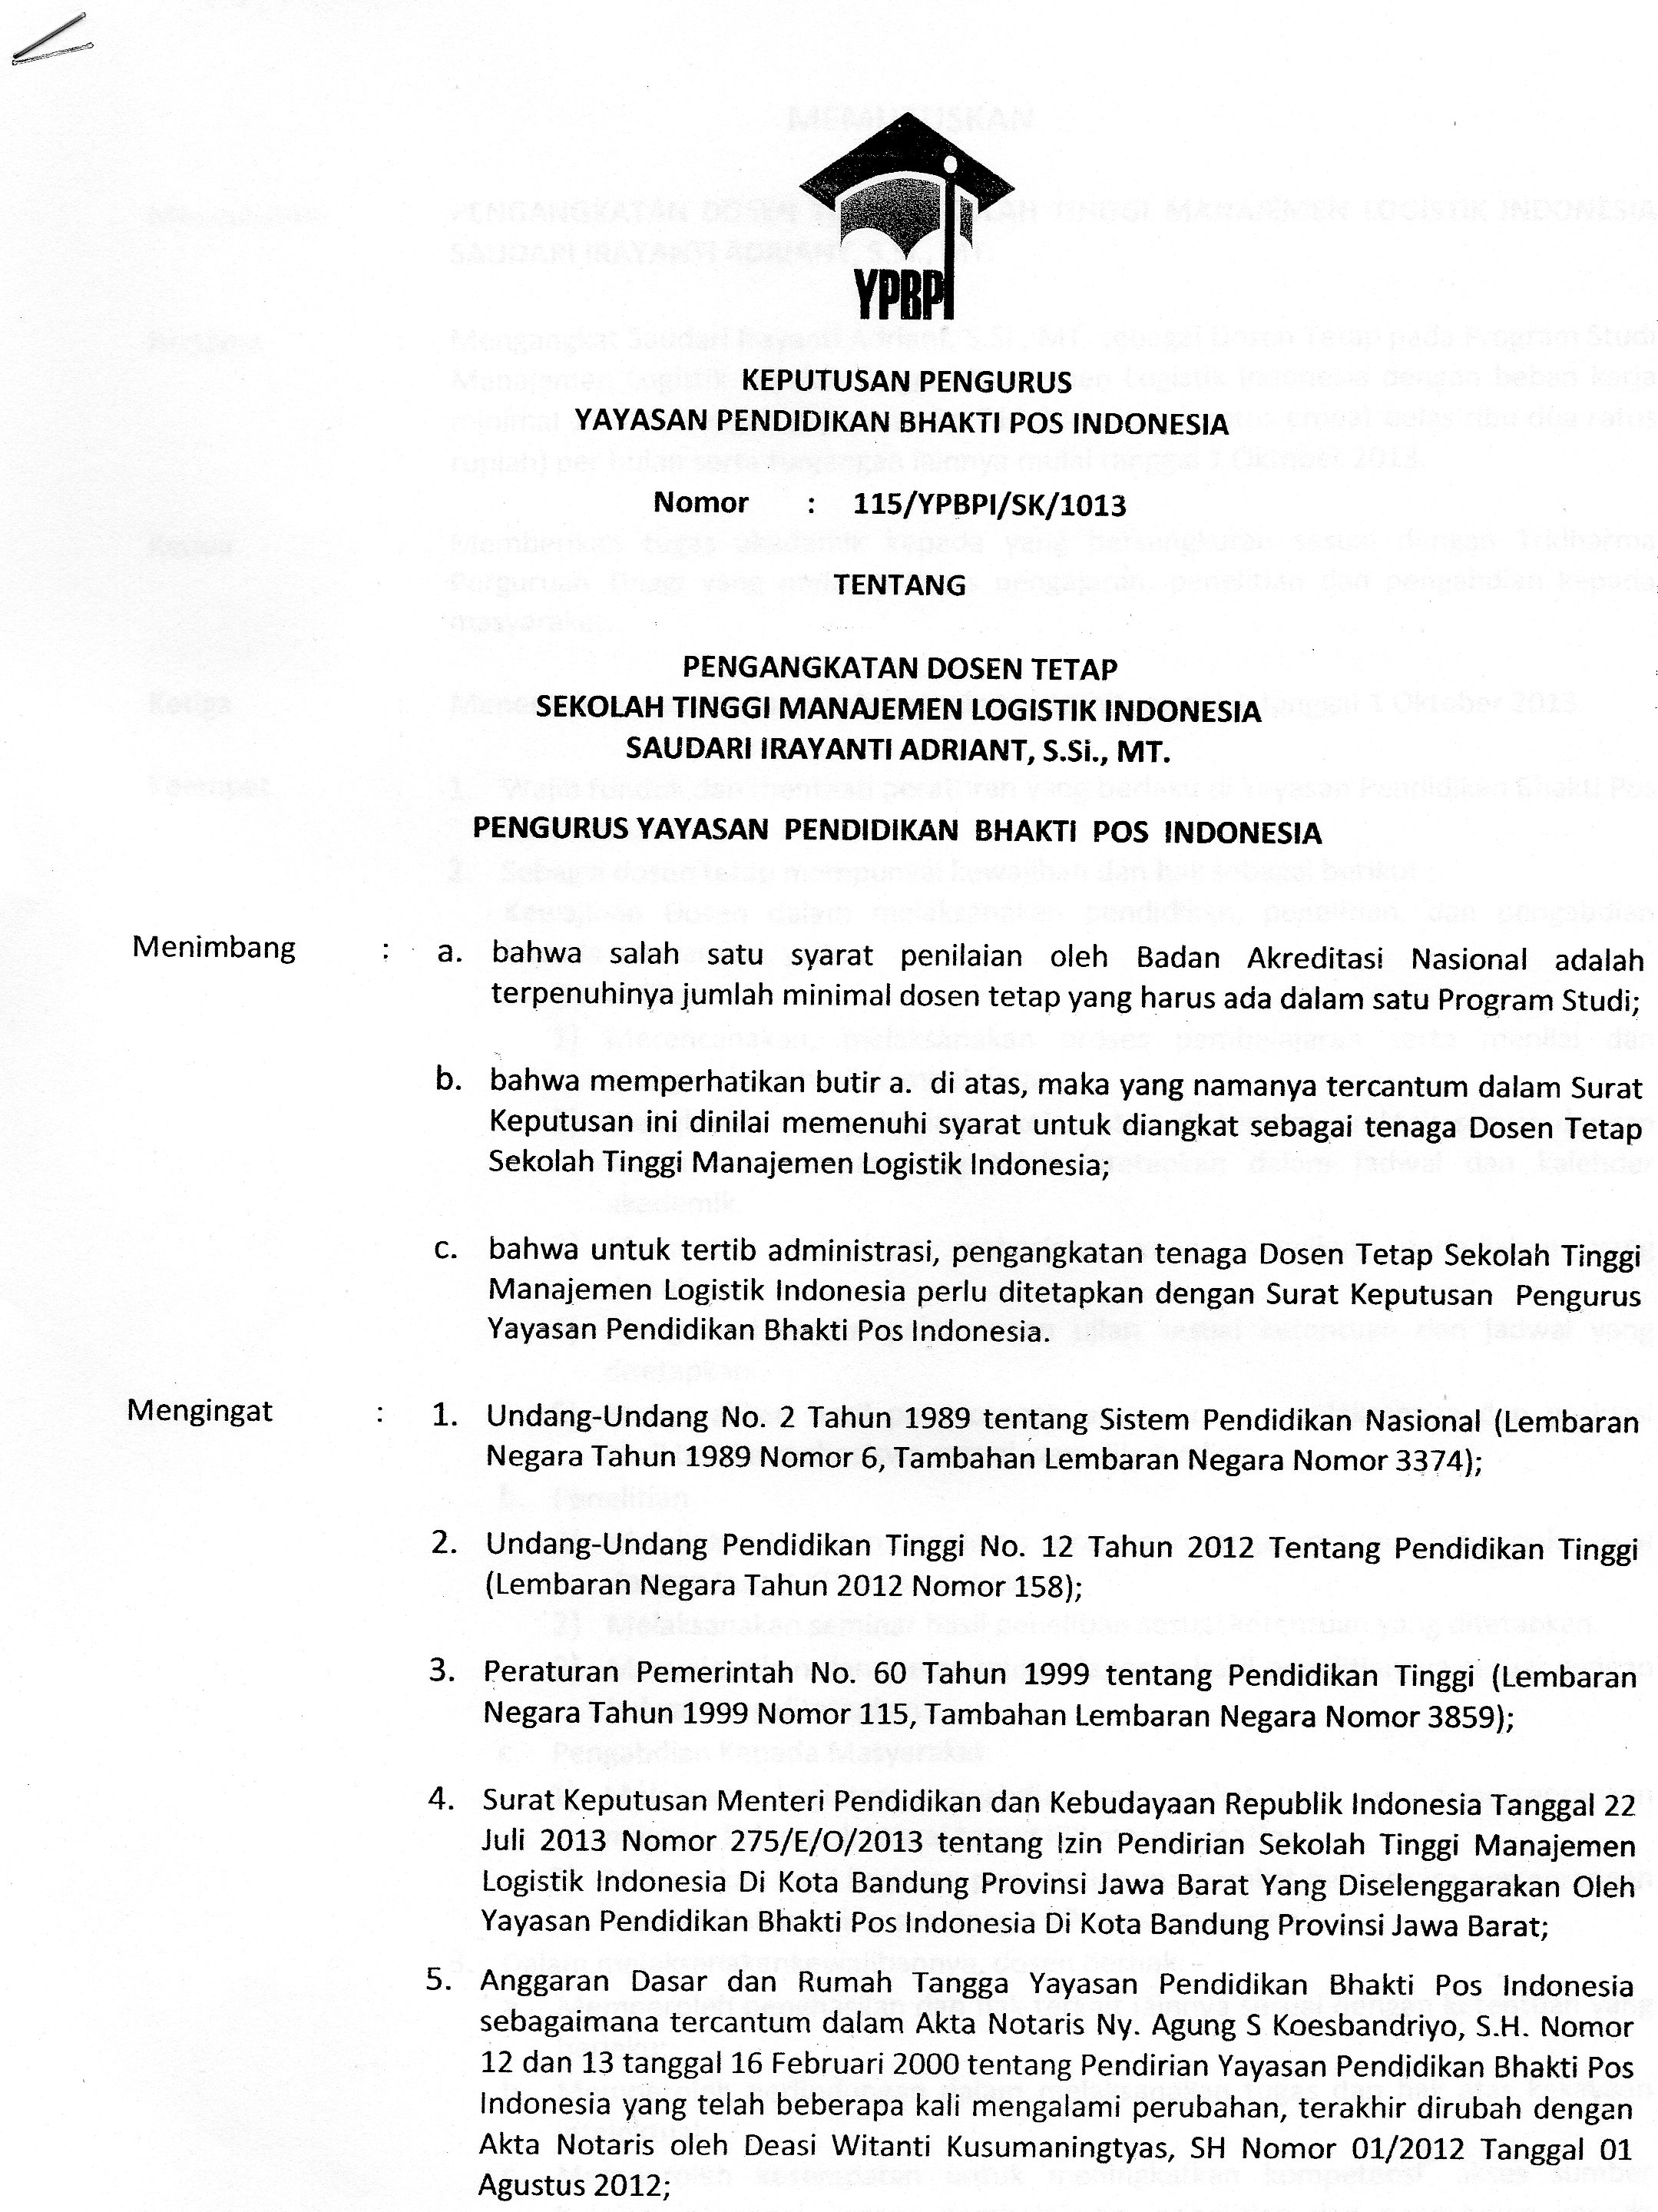 YPBPI
KEPUTUSAN PENGURUS
YAYASAN PENDIDIKAN BHAKTI POS INDONESIA
Nomor : 115/YPBPI/SK/1013
TENTANG
PENGANGKATAN DOSEN TETAP
SEKOLAH TINGGI MANAJEMEN LOGISTIK INDONESIA
SAUDARI IRAYANTI ADRIANT, S.Si., MT.
PENGURUS YAYASAN PENDIDIKAN BHAKTI POS INDONESIA
Menimbang : a. bahwa salah satu syarat penilaian oleh Badan Akreditasi Nasional adalah
terpenuhinya jumlah minimal dosen tetap yang harus ada dalam satu Program Studi;
b. bahwa memperhatikan butir a. di atas, maka yang namanya tercantum dalam Surat
Keputusan ini dinilai memenuhi syarat untuk diangkat sebagai tenaga Dosen Tetap
Sekolah Tinggi Manajemen Logistik Indonesia;
c. bahwa untuk tertib administrasi, pengangkatan tenaga Dosen Tetap Sekolah Tinggi
Manajemen Logistik Indonesia perlu ditetapkan dengan Surat Keputusan Pengurus
Yayasan Pendidikan Bhakti Pos Indonesia.
Mengingat : 1. Undang-Undang No. 2 Tahun 1989 tentang Sistem Pendidikan Nasional (Lembaran
Negara Tahun 1989 Nomor 6, Tambahan Lembaran Negara Nomor 3374);
2. Undang-Undang Pendidikan Tinggi No. 12 Tahun 2012 Tentang Pendidikan Tinggi
(Lembaran Negara Tahun 2012 Nomor 158);
3. Peraturan Pemerintah No. 60 Tahun 1999 tentang Pendidikan Tinggi (Lembaran
Negara Tahun 1999 Nomor 115, Tambahan Lembaran Negara Nomor 3859);
4. Surat Keputusan Menteri Pendidikan dan Kebudayaan Republik Indonesia Tanggal 22
Juli 2013 Nomor 275/E/O/2013 tentang Izin Pendirian Sekolah Tinggi Manajemen
Logistik Indonesia Di Kota Bandung Provinsi Jawa Barat Yang Diselenggarakan Oleh
Yayasan Pendidikan Bhakti Pos Indonesia Di Kota Bandung Provinsi Jawa Barat;
5. Anggaran Dasar dan Rumah Tangga Yayasan Pendidikan Bhakti Pos Indonesia
sebagaimana tercantum dalam Akta Notaris Ny. Agung S Koesbandriyo, S.H. Nomor
12 dan 13 tanggal 16 Februari 2000 tentang Pendirian Yayasan Pendidikan Bhakti Pos
Indonesia yang telah beberapa kali mengalami perubahan, terakhir dirubah dengan
Akta Notaris oleh Deasi Witanti Kusumaningtyas, SH Nomor 01/2012 Tanggal 01
Agustus 2012;